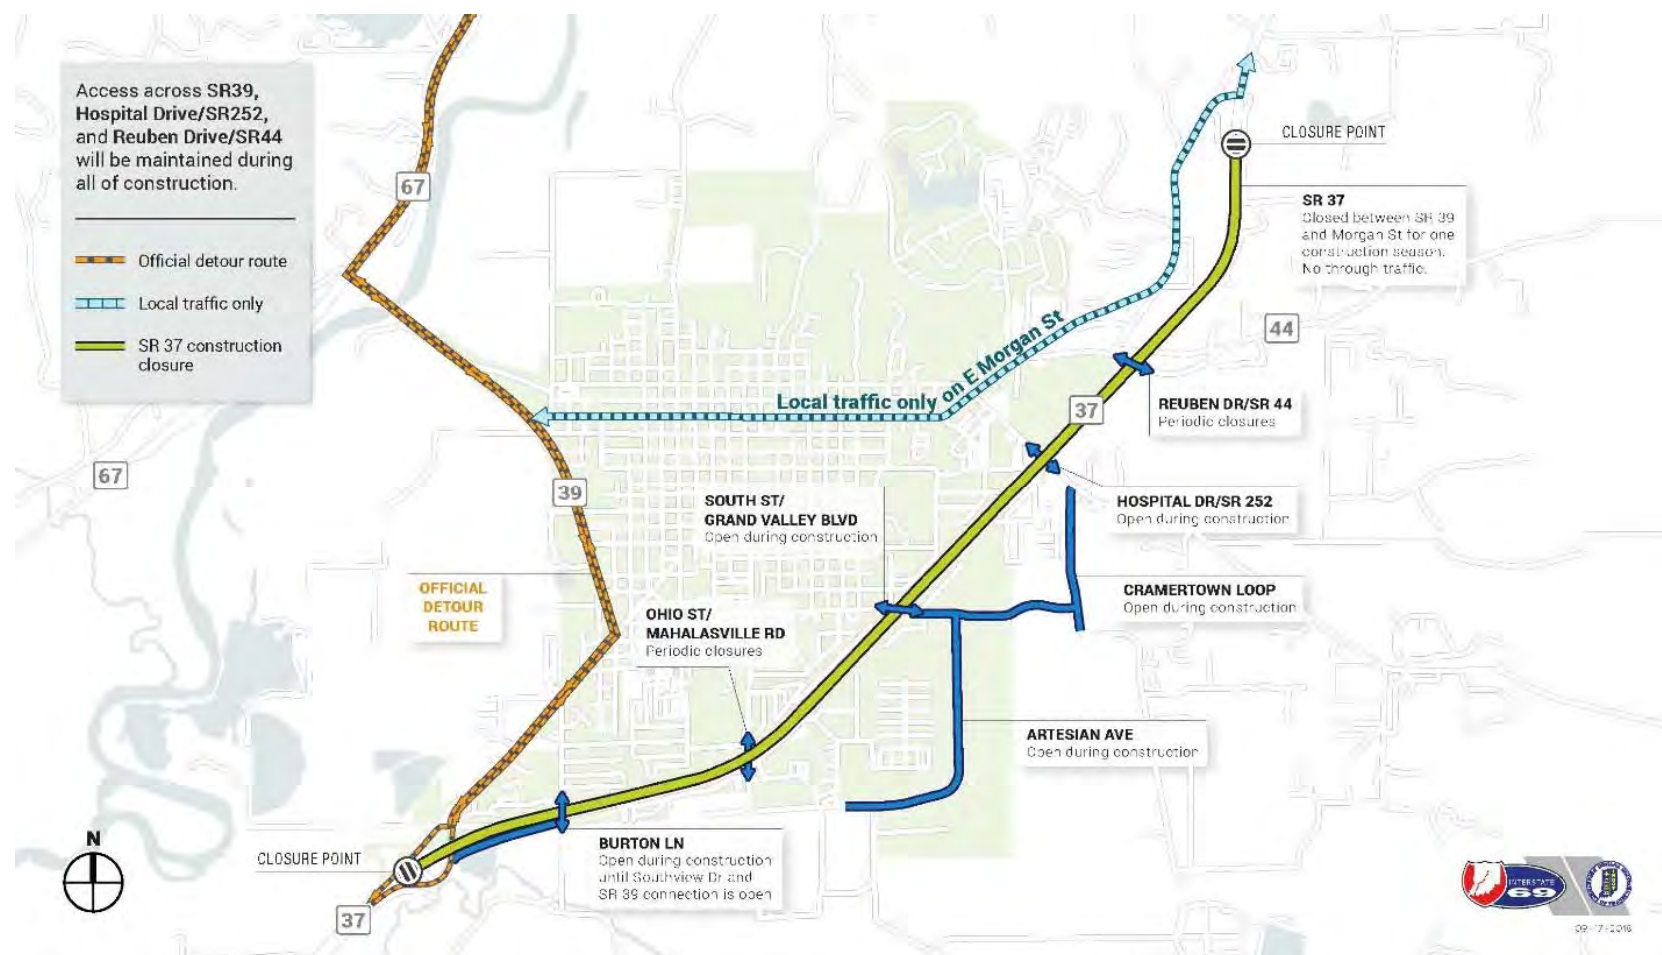 Access across SR39,
Hospital Drive/SR252,
and Reuben Drive/SR44
will be maintained during
all of construction.
Official detour route
Local traffic only
SR 37 construction
closure
67
CLOSURE POINT
SR 37
Closed between SR 39
and Morgan St for one
construction season.
No through traffic.
44
Local traffic only on E Morgan St
37
REUBEN DR/SR 44
Periodic closures
67
39
SOUTH ST/
GRAND VALLEY BLVD
Open during construction
HOSPITAL DR/SR 252
Open during construction
OFFICIAL
DETOUR
ROUTE
OHIO ST/
MAHALASVILLE RD
Periodic closures
CRAMERTOWN LOOP
Open during construction
ARTESIAN AVE
Open during construction
N
CLOSURE POINT
BURTON LN
Open during construction
until Southview Dr and
SR 39 connection is open
37
INTERSTATE
69
09-17-2018